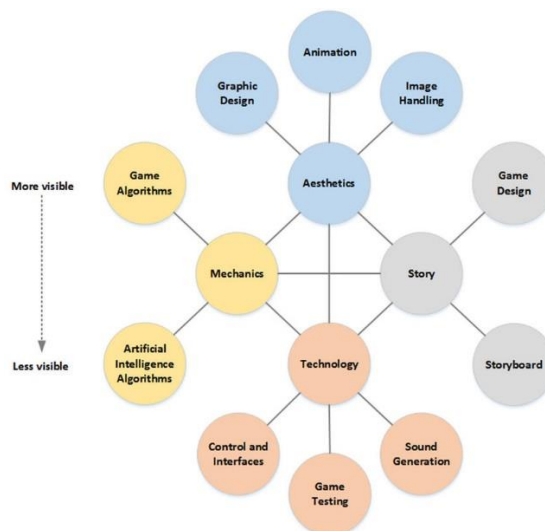 Animation
Graphic
Design
Image
Handling
Game
Algorithms
More visible
Aesthetics
Game
Design
Mechanics
Story
Artificial
Intelligence
Algorithms
Less visible
Technology
Storyboard
Control and
Interfaces
Game
Testing
Sound
Generation